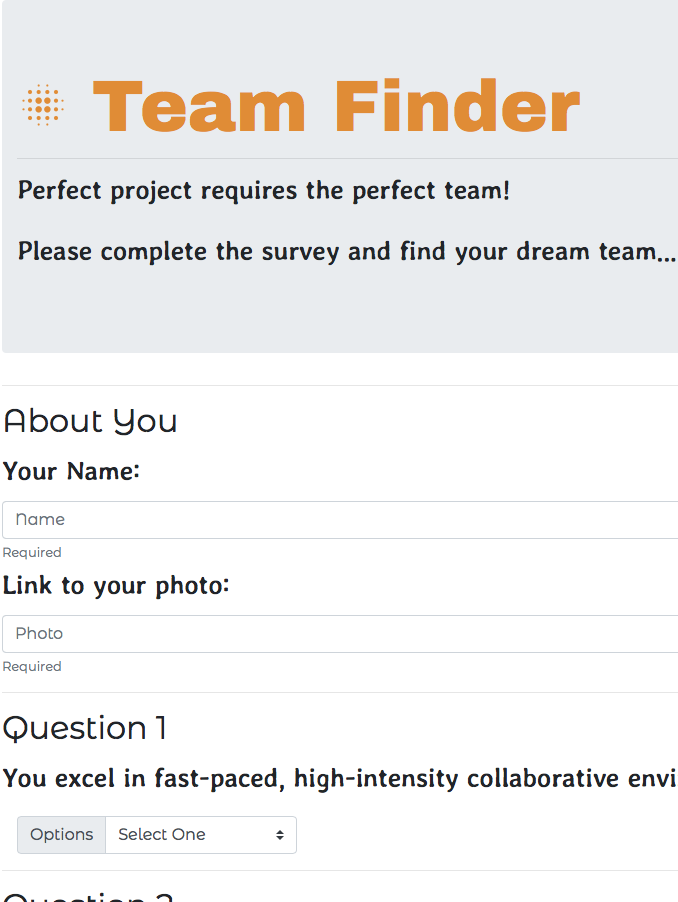 Team Finder
Perfect project requires the perfect team!
Please complete the survey and find your dream team...
About You
Your Name:
Name
Required
Link to your photo:
Photo
Required
Question 1
You excel in fast-paced, high-intensity collaborative envi
Options Select One
Question 2